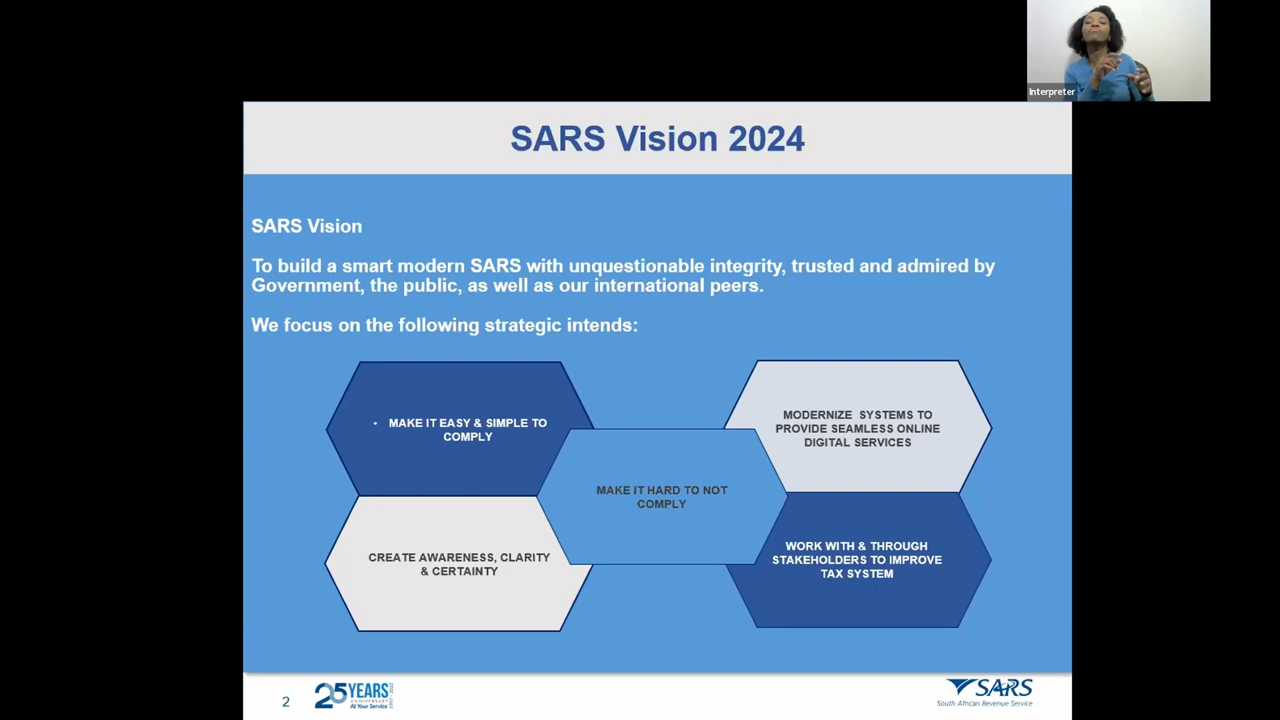 Interpreter
SARS Vision 2024
SARS Vision
To build a smart modern SARS with unquestionable integrity, trusted and admired by
Government, the public, as well as our international peers.
We focus on the following strategic intends:
• MAKE IT EASY & SIMPLE TO
COMPLY
MODERNIZE SYSTEMS TO
PROVIDE SEAMLESS ONLINE
DIGITAL SERVICES
MAKE IT HARD TO NOT
COMPLY
CREATE AWARENESS, CLARITY
& CERTAINTY
WORK WITH & THROUGH
STAKEHOLDERS TO IMPROVE
TAX SYSTEM
2
25 YEARS
ANNIVERSARY
At Your Service
SARS
South African Revenue Service